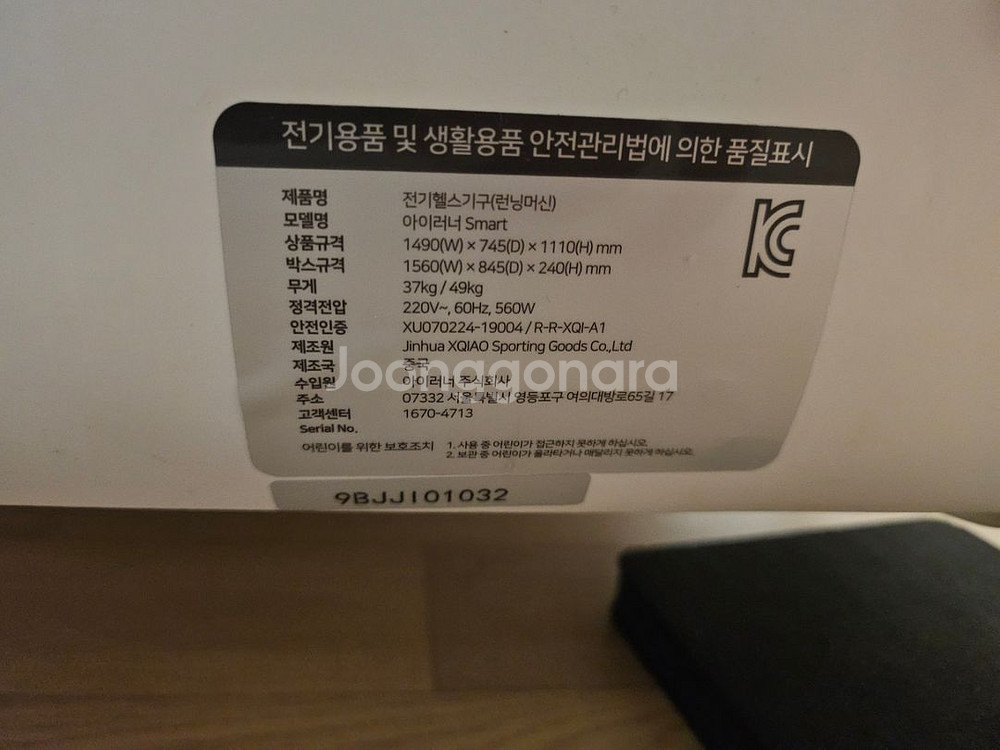 전기용품 및 생활용품 안전관리법에 의한 품질표시
제품명 전기헬스기구(런닝머신)
모델명 아이러너 Smart
상품규격 1490(W) × 745(D) × 1110(H) mm
박스규격 1560(W) × 845(D) × 240(H) mm
무게 37kg / 49kg
정격전압 220V~, 60Hz, 560W
안전인증 XU070224-19004 / R-R-XQI-A1
제조원 Jinhua XQIAO Sporting Goods Co.,Ltd
제조국 중국
수입원 아이러너 주식회사
주소 07332 서울특별시 영등포구 여의대방로65길 17
고객센터 1670-4713
Serial No.
어린이를 위한 보호조치 1. 사용 중 어린이가 접근하지 못하게 하십시오.
2. 보관 중 어린이가 올라타거나 매달리지 못하게 하십시오.
KC
Joonggonara
9BJJI01032